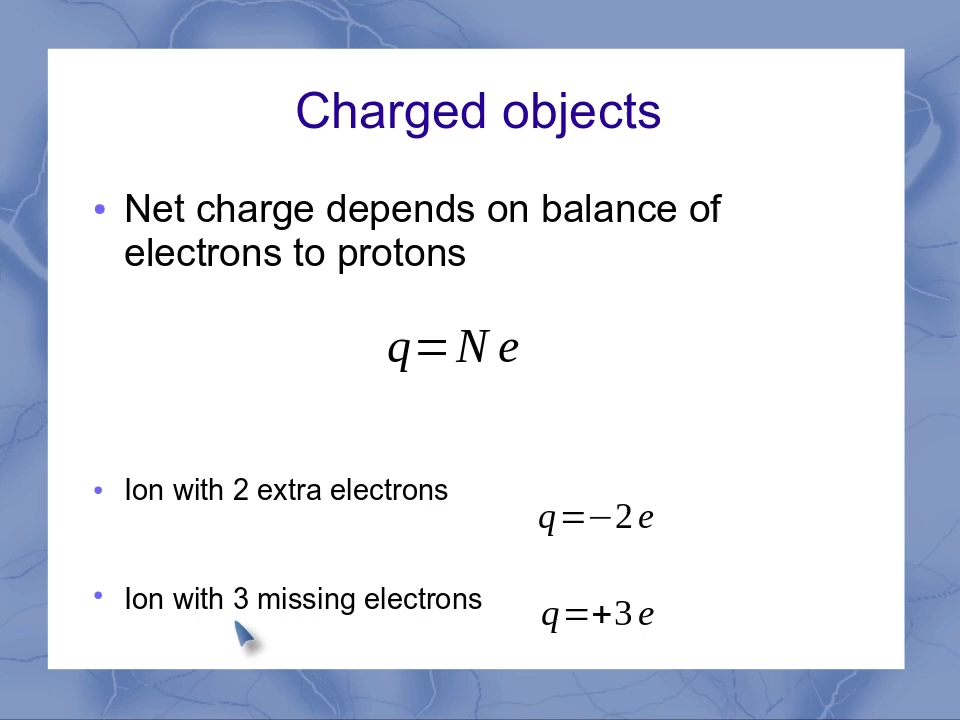 Charged objects
• Net charge depends on balance of
electrons to protons
q=N e
• Ion with 2 extra electrons
q=−2 e
• Ion with 3 missing electrons
q=+3 e